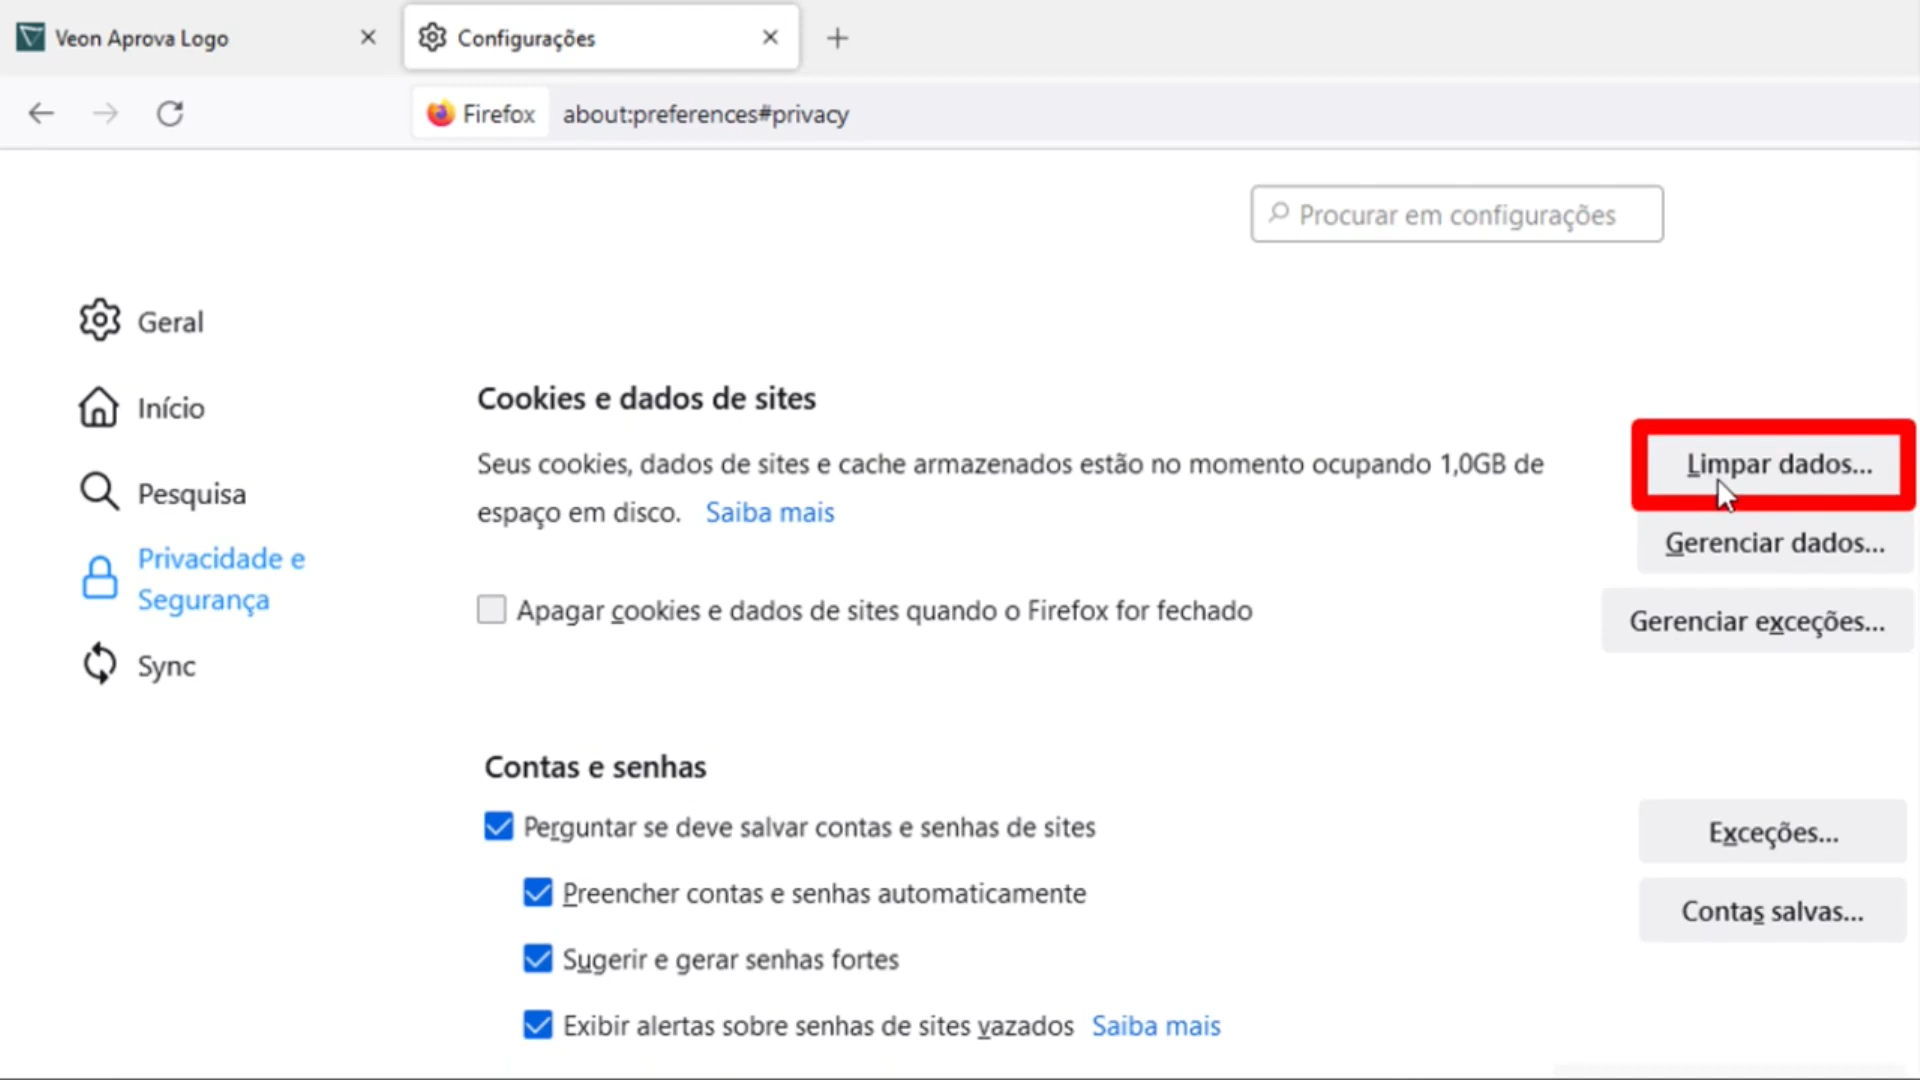 Veon Aprova Logo
Configurações
Firefox
about:preferences#privacy
Procurar em configurações
Geral
Início
Pesquisa
Privacidade e
Segurança
Sync
Cookies e dados de sites
Seus cookies, dados de sites e cache armazenados estão no momento ocupando 1,0GB de
espaço em disco. Saiba mais
Limpar dados...
Gerenciar dados...
Apagar cookies e dados de sites quando o Firefox for fechado
Gerenciar exceções...
Contas e senhas
Perguntar se deve salvar contas e senhas de sites
Exceções...
Preencher contas e senhas automaticamente
Contas salvas...
Sugerir e gerar senhas fortes
Exibir alertas sobre senhas de sites vazados Saiba mais